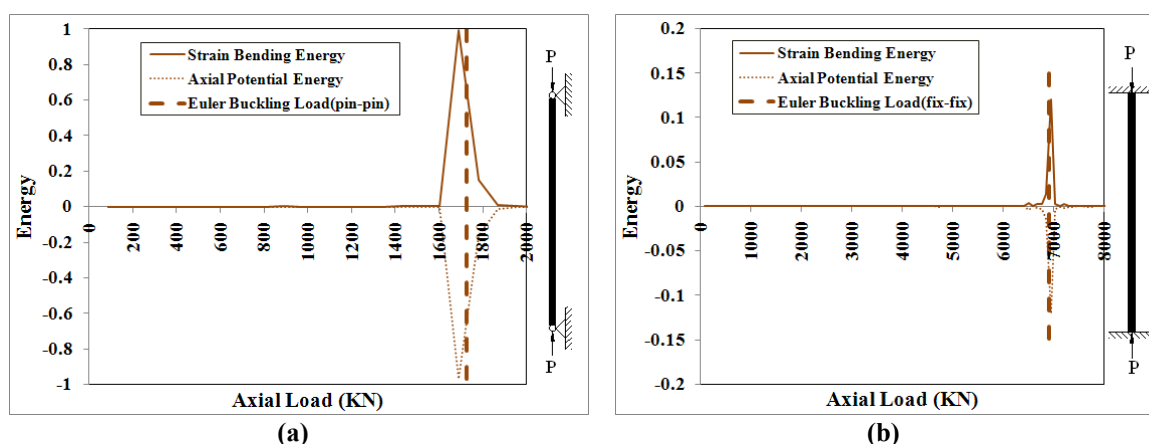 Strain Bending Energy
Axial Potential Energy
Euler Buckling Load(pin-pin)
Energy
1
0.8
0.6
0.4
0.2
0
-0.2
-0.4
-0.6
-0.8
-1
0
200
400
600
800
1000
1200
1400
1600
1800
2000
Axial Load (KN)
P
P
(a)
Strain Bending Energy
Axial Potential Energy
Euler Buckling Load(fix-fix)
Energy
0.2
0.15
0.1
0.05
0
-0.05
-0.1
-0.15
-0.2
0
1000
2000
3000
4000
5000
6000
7000
8000
Axial Load (KN)
P
P
(b)